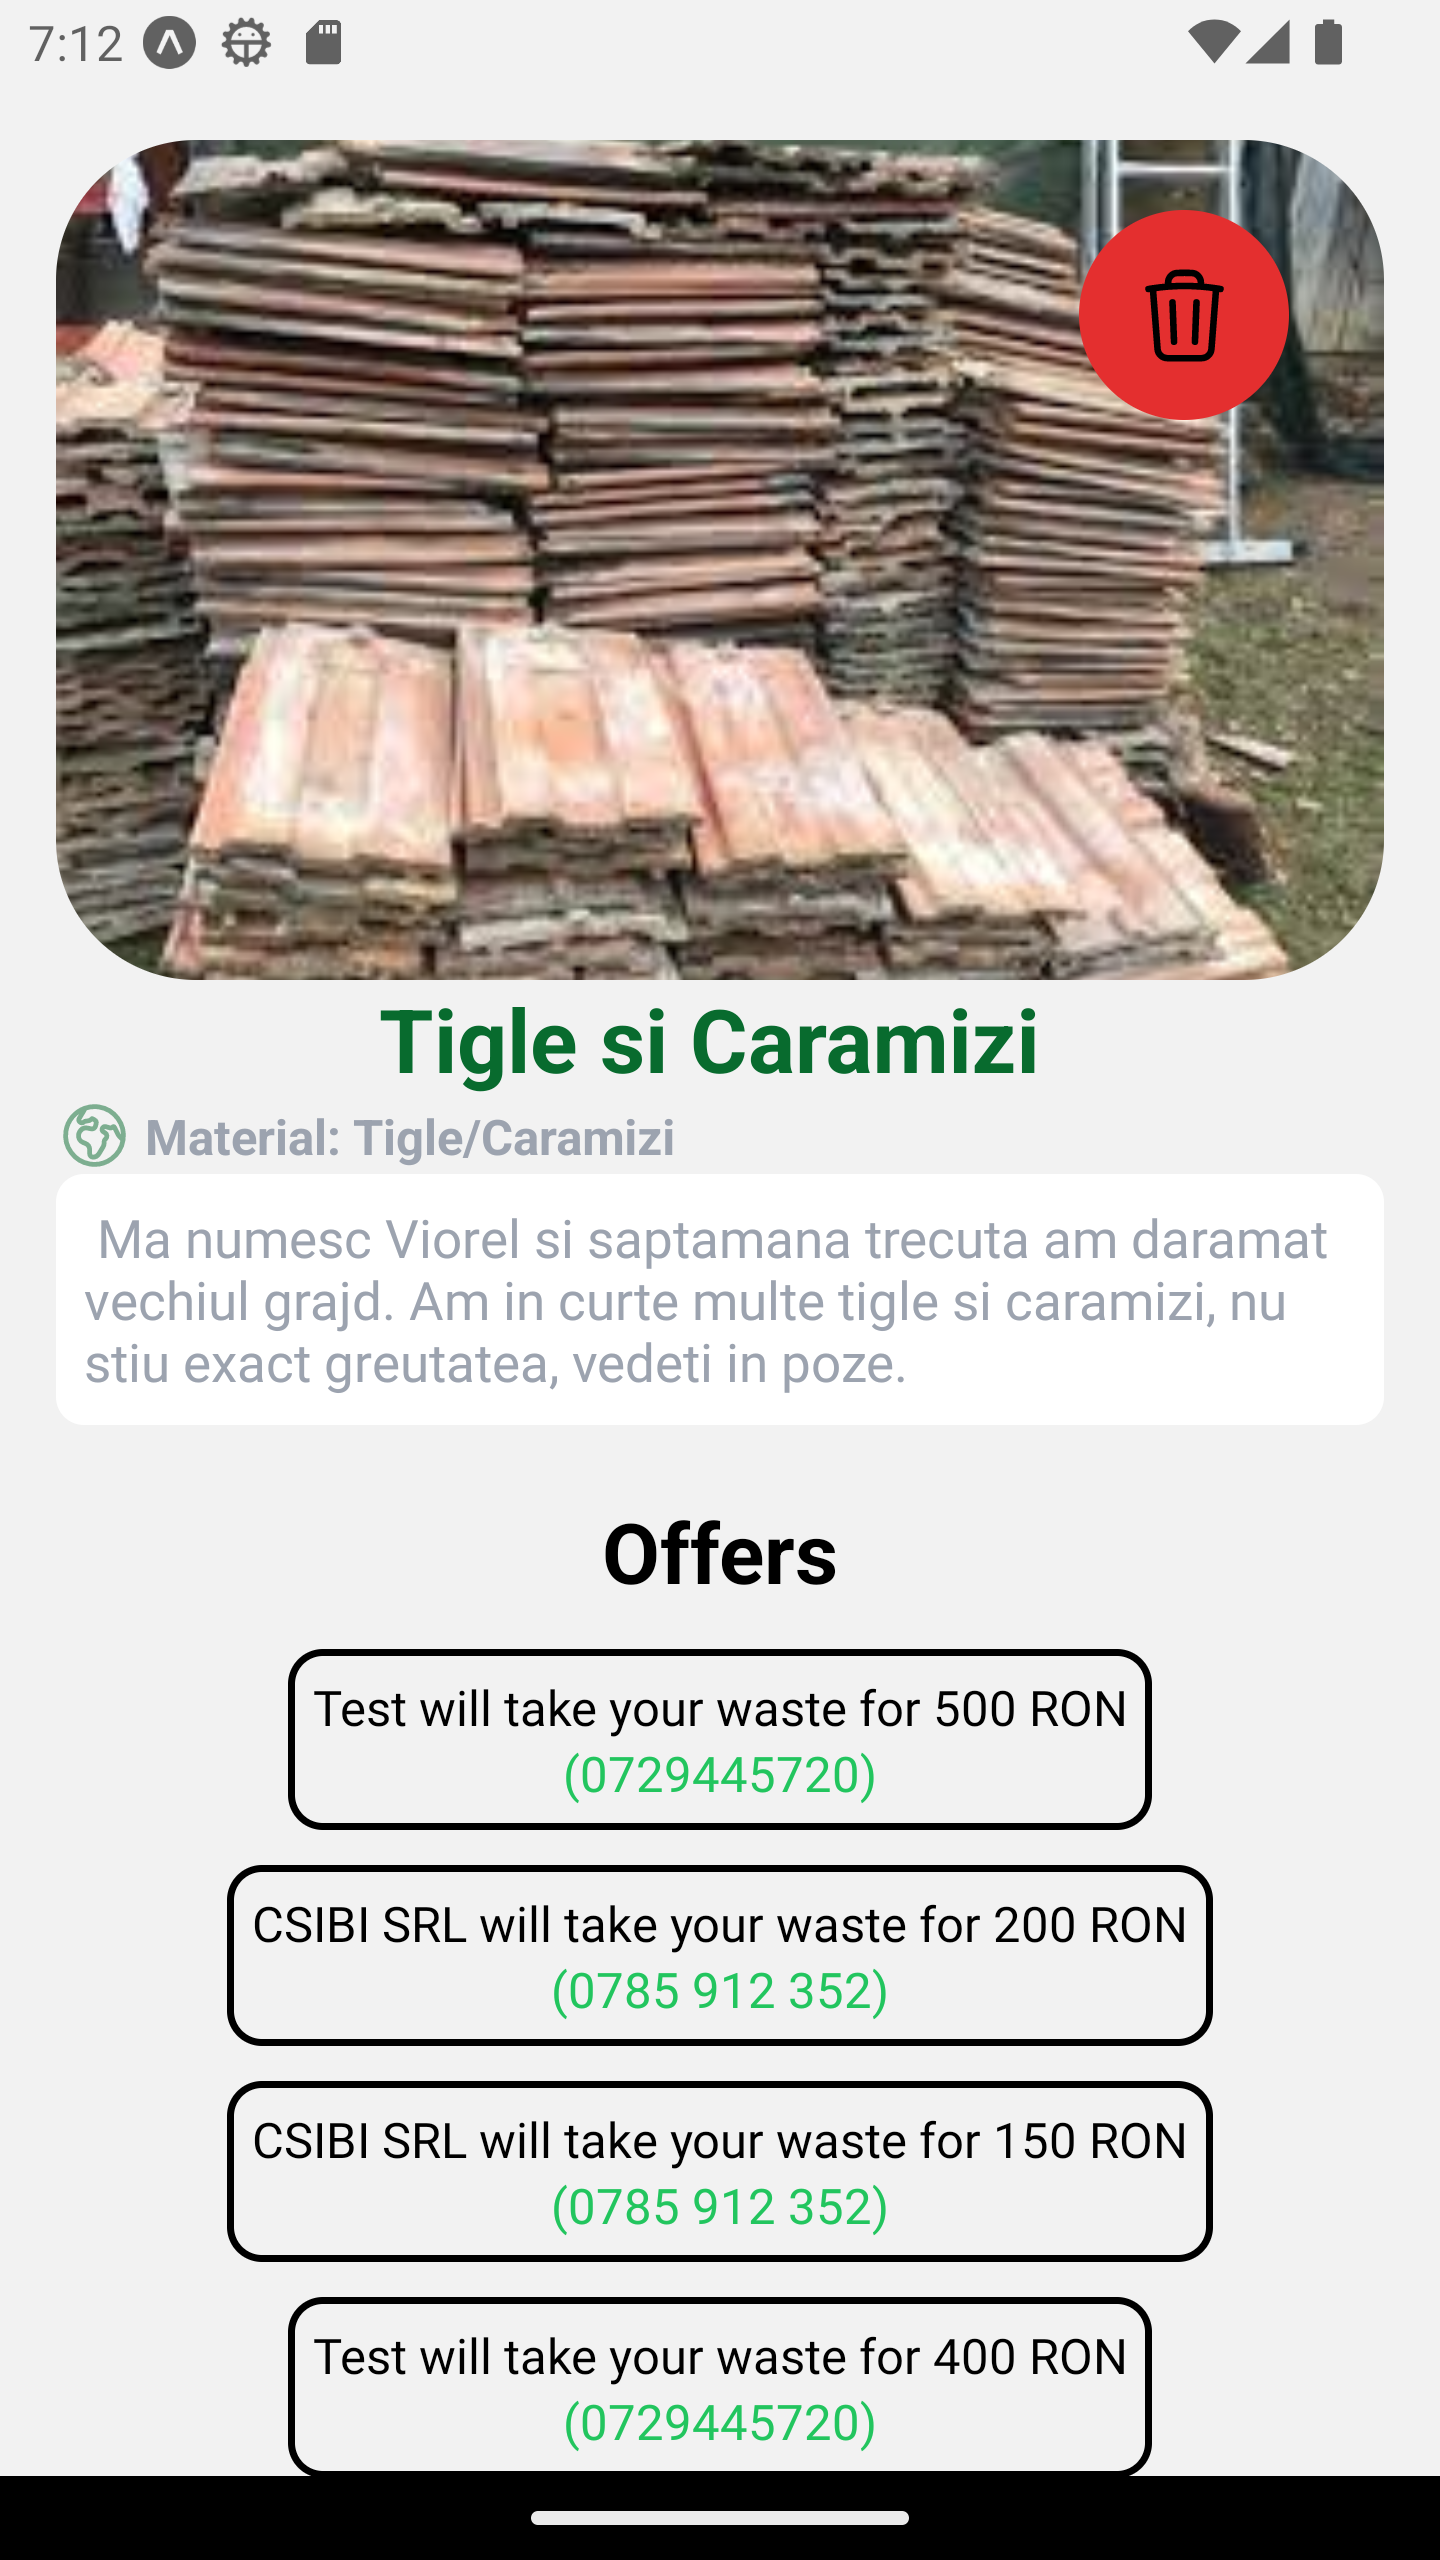 7:12
Tigle si Caramizi
Material: Tigle/Caramizi
Ma numesc Viorel si saptamana trecuta am daramat
vechiul grajd. Am in curte multe tigle si caramizi, nu
stiu exact greutatea, vedeti in poze.
Offers
Test will take your waste for 500 RON
(0729445720)
CSIBI SRL will take your waste for 200 RON
(0785 912 352)
CSIBI SRL will take your waste for 150 RON
(0785 912 352)
Test will take your waste for 400 RON
(0729445720)